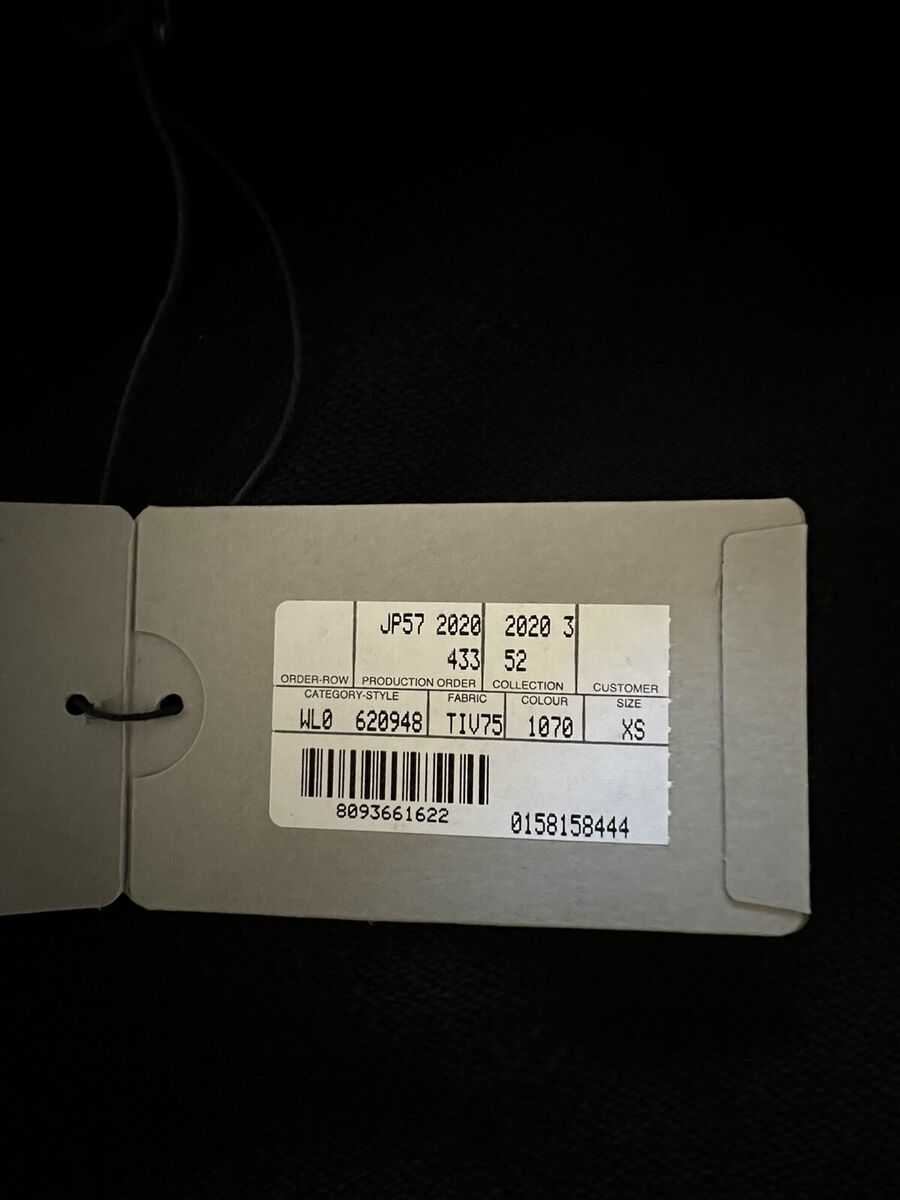 JP57 2020 2020 3
433 52
ORDER-ROW PRODUCTION ORDER COLLECTION CUSTOMER
CATEGORY-STYLE FABRIC COLOUR SIZE
WL0 620948 TIV75 1070 XS
8093661622 0158158444